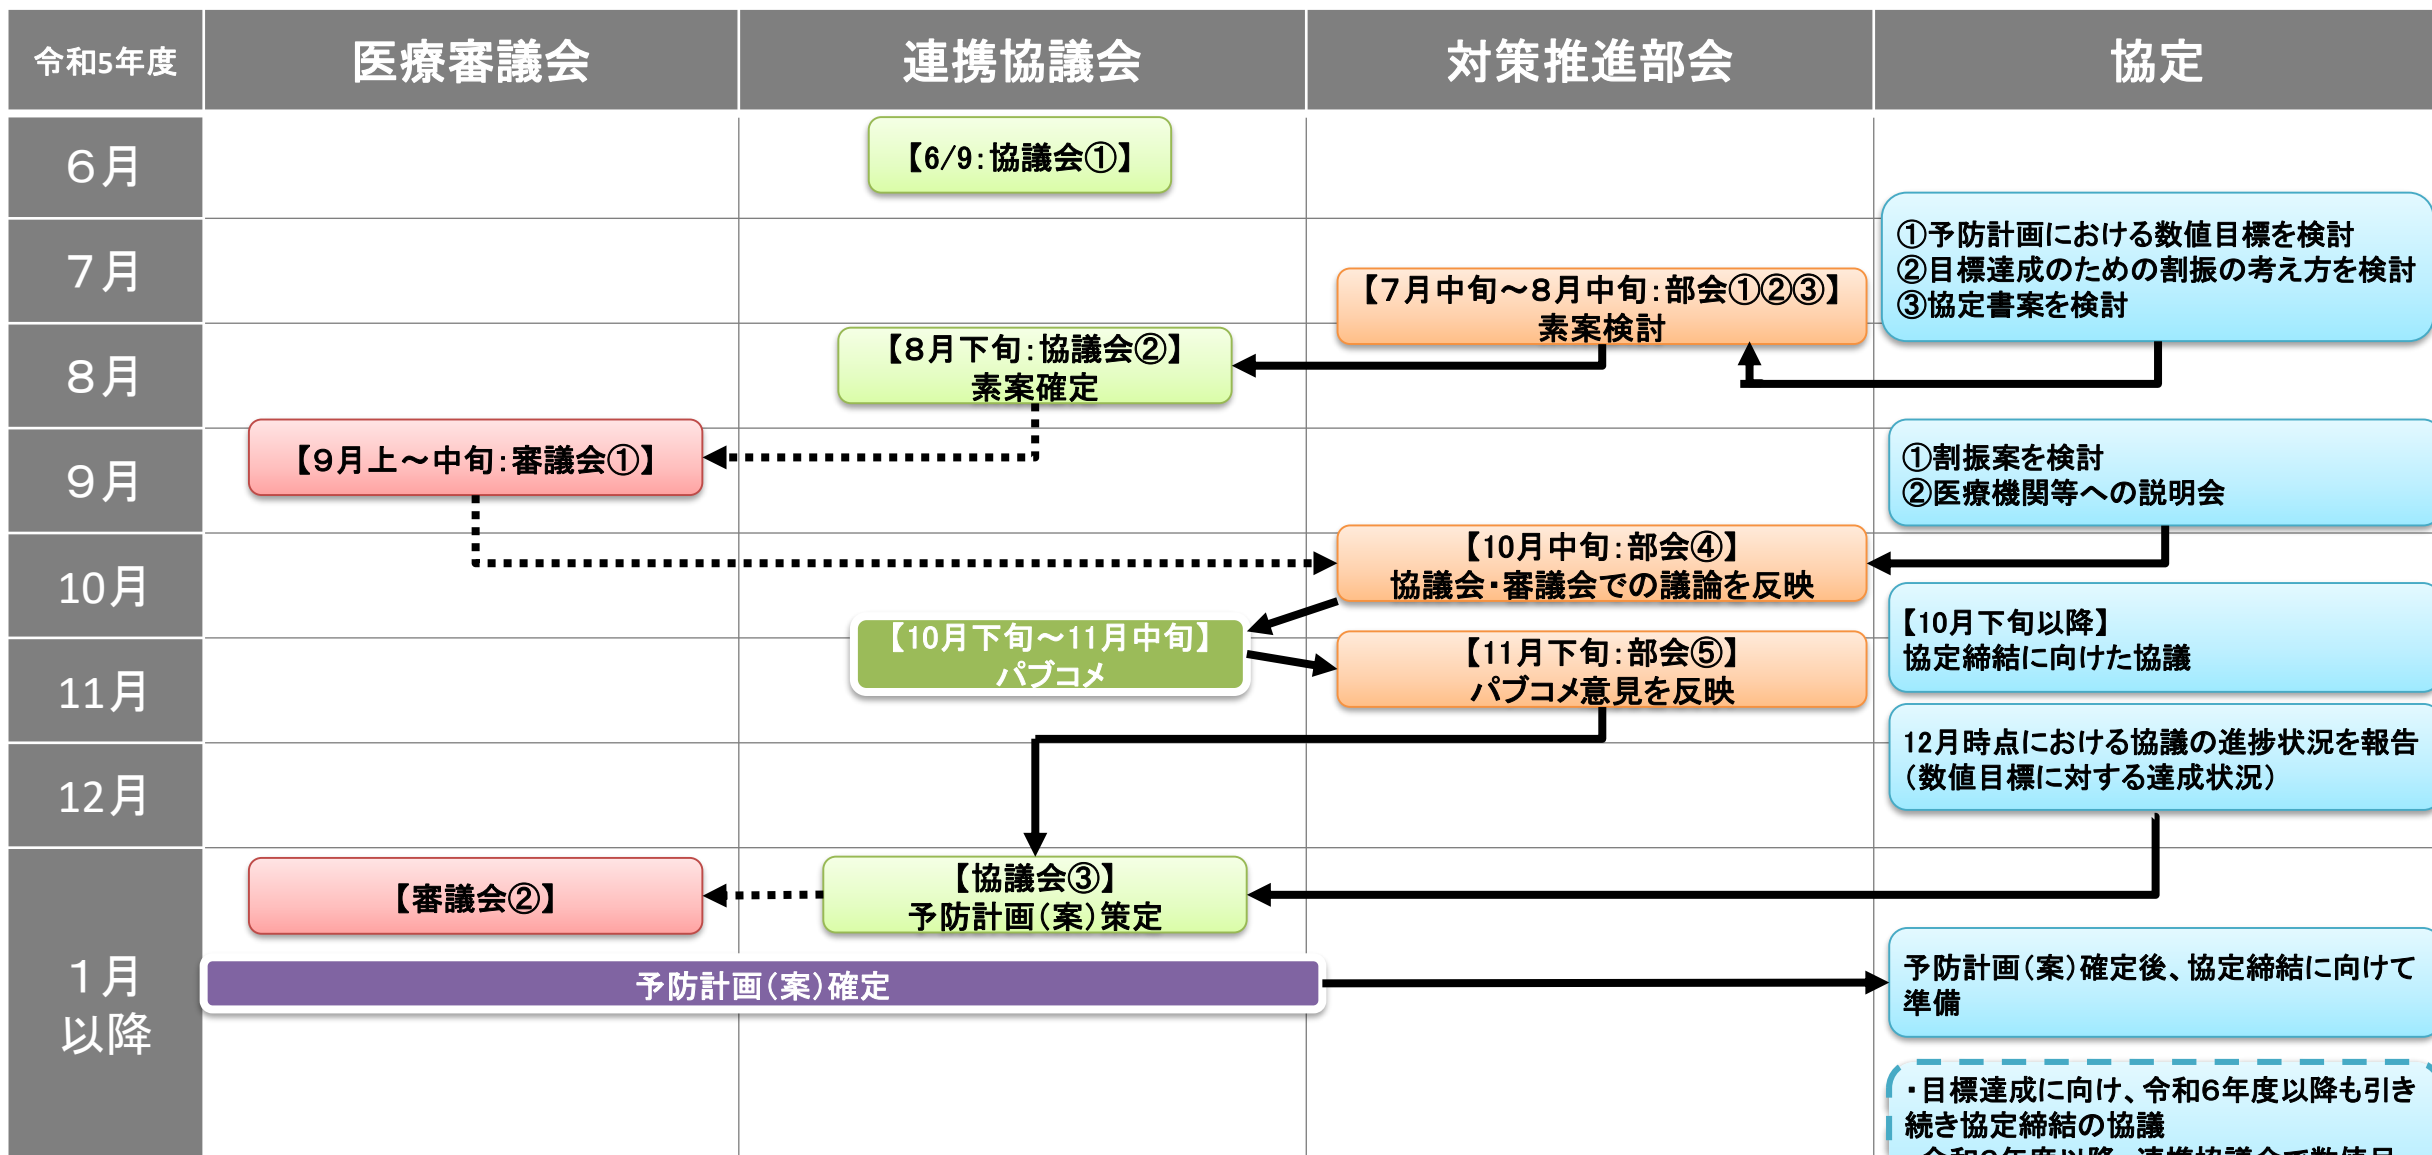 令和5年度
医療審議会
連携協議会
対策推進部会
協定
６月
【6/9：協議会①】
７月
①予防計画における数値目標を検討
②目標達成のための割振の考え方を検討
③協定書案を検討
【７月中旬～８月中旬：部会①②③】
素案検討
８月
【８月下旬：協議会②】
素案確定
９月
【９月上～中旬：審議会①】
①割振案を検討
②医療機関等への説明会
10月
【10月中旬：部会④】
協議会・審議会での議論を反映
【10月下旬以降】
協定締結に向けた協議
【10月下旬～11月中旬】
パブコメ
11月
【11月下旬：部会⑤】
パブコメ意見を反映
12月
12月時点における協議の進捗状況を報告
（数値目標に対する達成状況）
１月
以降
【審議会②】
【協議会③】
予防計画（案）策定
予防計画（案）確定
予防計画（案）確定後、協定締結に向けて
準備
・目標達成に向け、令和６年度以降も引き
続き協定締結の協議
令和６年度以降、連携協議会で数値目